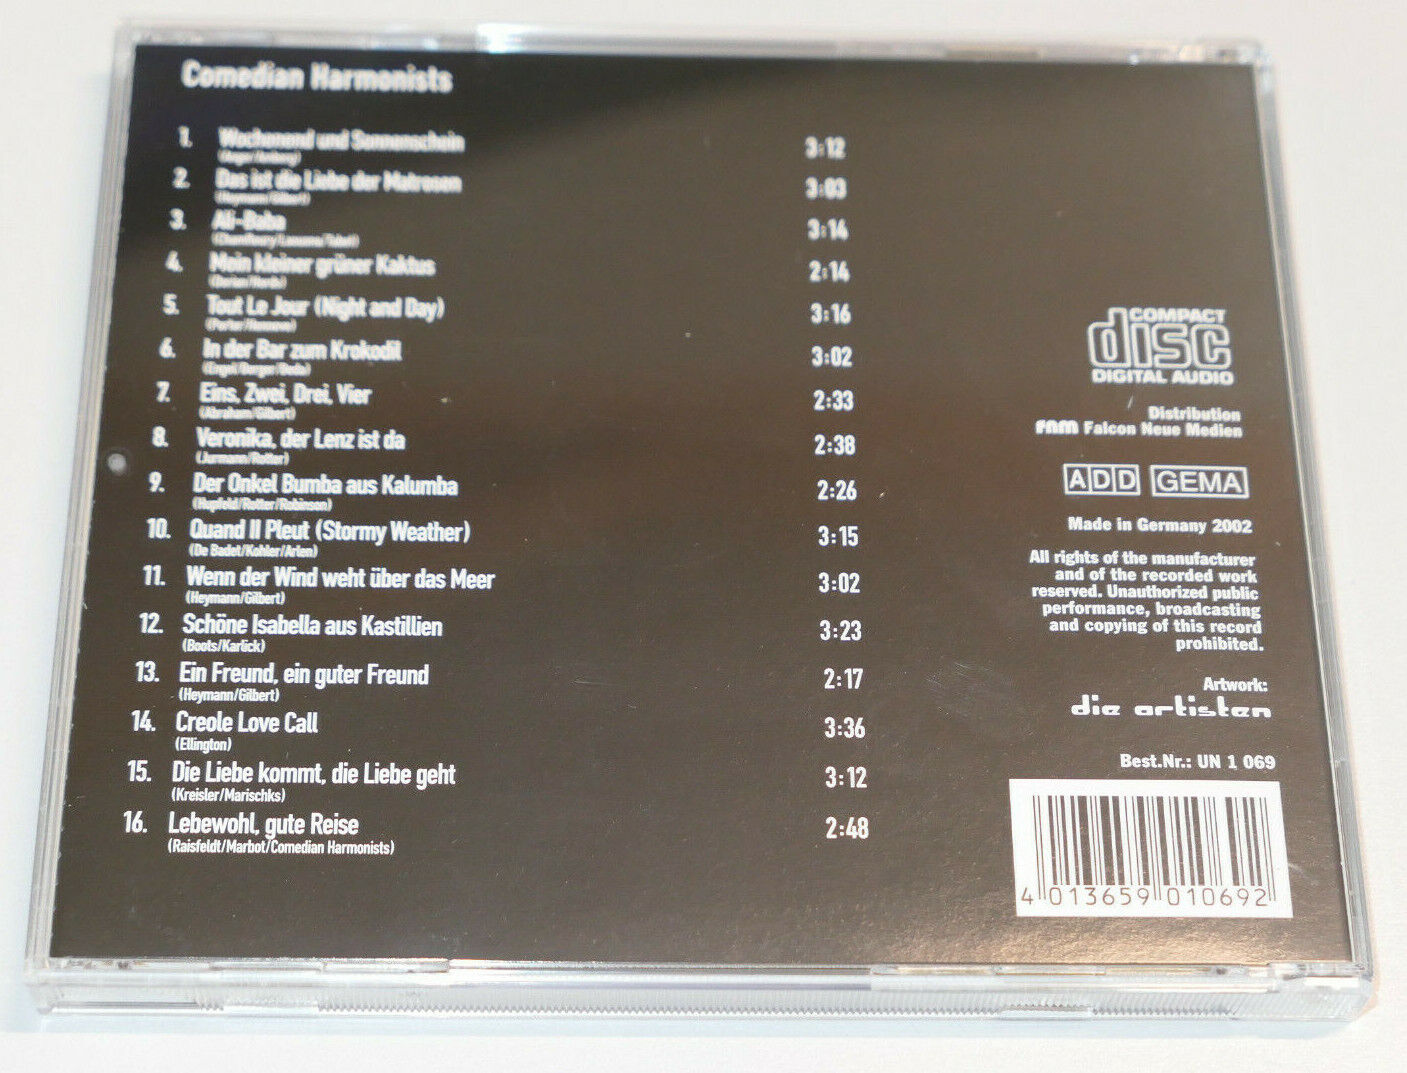 Comedian Harmonists
1. Wochenend und Sonnenschein 3:12
(Ager/
2. Das ist die Liebe der Matrosen 3:03
(Heymann/Gilbert)
3. Ali-Baba 3:14
4. Mein kleiner grüner Kaktus 2:14
(Dorian/Herda)
5. Tout Le Jour (Night and Day) 3:16
(Porter/
6. In der Bar zum Krokodil 3:02
(Engel/Berger/Beda)
7. Eins, Zwei, Drei, Vier 2:33
(Abraham/Gilbert)
8. Veronika, der Lenz ist da 2:38
(Jurmann/Rotter)
9. Der Onkel Bumba aus Kalumba 2:26
(Hupfeld/Rotter/Robinson)
10. Quand Il Pleut (Stormy Weather) 3:15
(De Badet/Kohler/Arlen)
11. Wenn der Wind weht über das Meer 3:02
(Heymann/Gilbert)
12. Schöne Isabella aus Kastillien 3:23
(Boots/Karlick)
13. Ein Freund, ein guter Freund 2:17
(Heymann/Gilbert)
14. Creole Love Call 3:36
(Ellington)
15. Die Liebe kommt, die Liebe geht 3:12
(Kreisler/Marischks)
16. Lebewohl, gute Reise 2:48
(Raisfeldt/Marbot/Comedian Harmonists)
COMPACT
disc
DIGITAL AUDIO
Distribution
fnm Falcon Neue Medien
ADD GEMA
Made in Germany 2002
All rights of the manufacturer
and of the recorded work
reserved. Unauthorized public
performance, broadcasting
and copying of this record
prohibited.
Artwork:
die artisten
Best.Nr.: UN 1 069
4 013659 010692